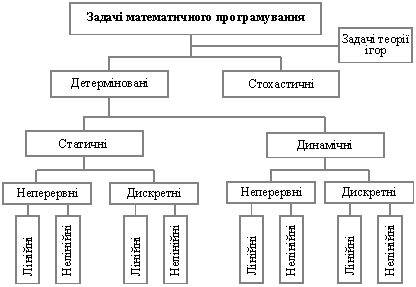 Задачі математичного програмування
Задачі теорії
ігор
Детерміновані
Стохастичні
Статичні
Динамічні
Неперервні
Дискретні
Неперервні
Дискретні
Лінійні
Нелінійні
Лінійні
Нелінійні
Лінійні
Нелінійні
Лінійні
Нелінійні